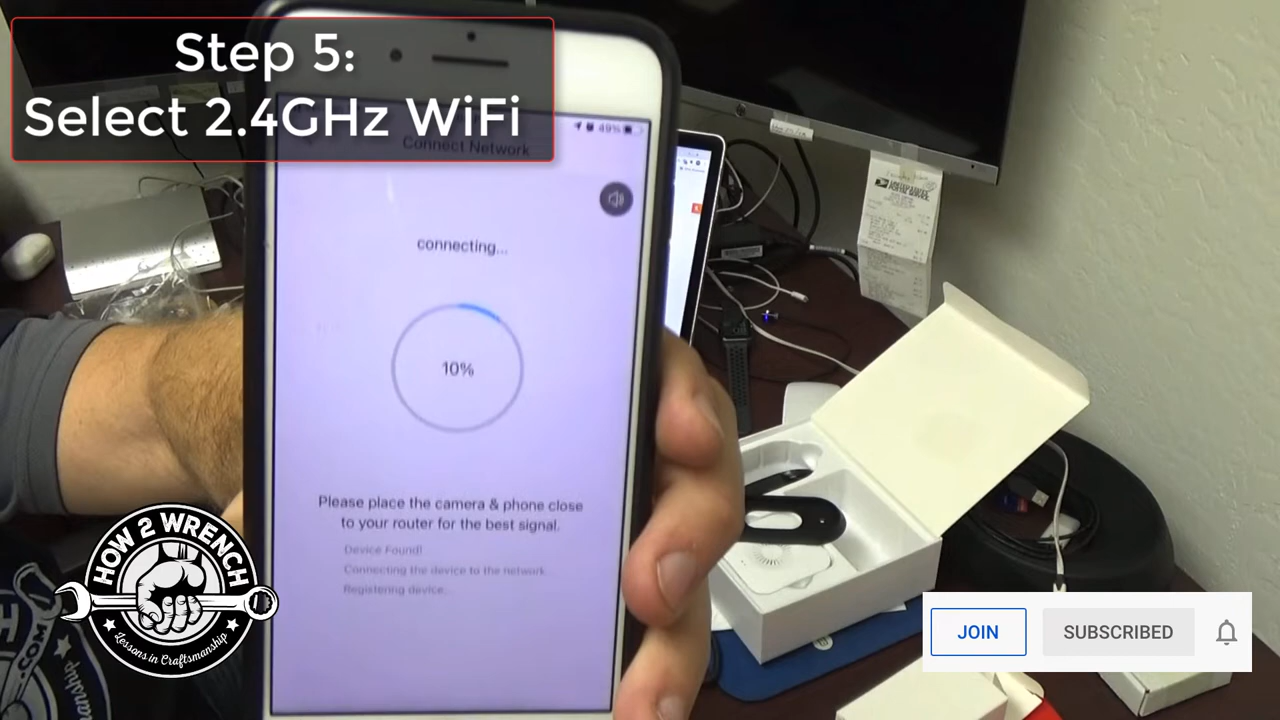 Step 5:
Select 2.4GHz WiFi
49%
Connect Network
connecting...
10%
Please place the camera & phone close
to your router for the best signal.
Device Found!
Connecting the device to the network...
Registering device.
HOW 2 WRENCH
Lessons in Craftsmanship
JOIN
SUBSCRIBED